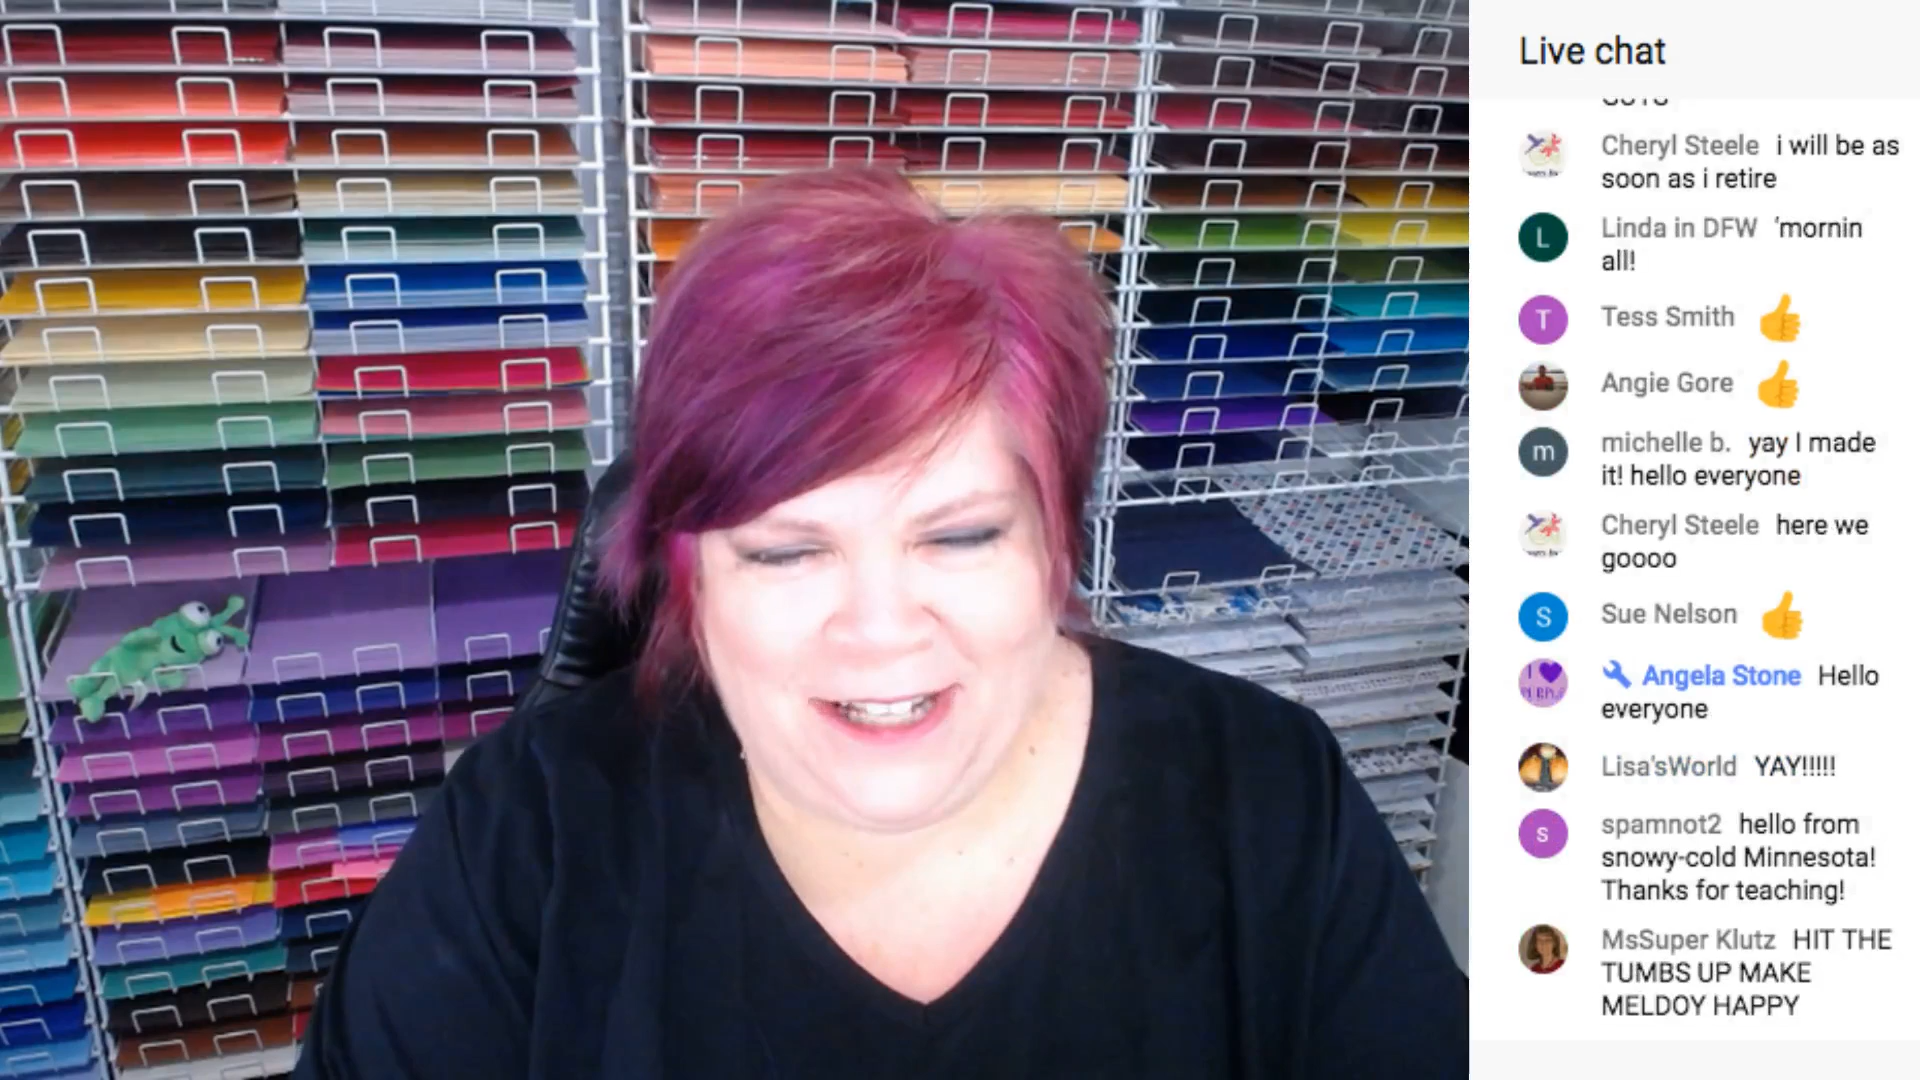 Live chat
Cheryl Steele i will be as
soon as i retire
L
Linda in DFW 'mornin
all!
T
Tess Smith 👍
Angie Gore 👍
m
michelle b. yay I made
it! hello everyone
Cheryl Steele here we
goooo
S
Sue Nelson 👍
I ♥
Angela Stone Hello
everyone
Lisa'sWorld YAY!!!!!
s
spamnot2 hello from
snowy-cold Minnesota!
Thanks for teaching!
MsSuper Klutz HIT THE
TUMBS UP MAKE
MELDOY HAPPY